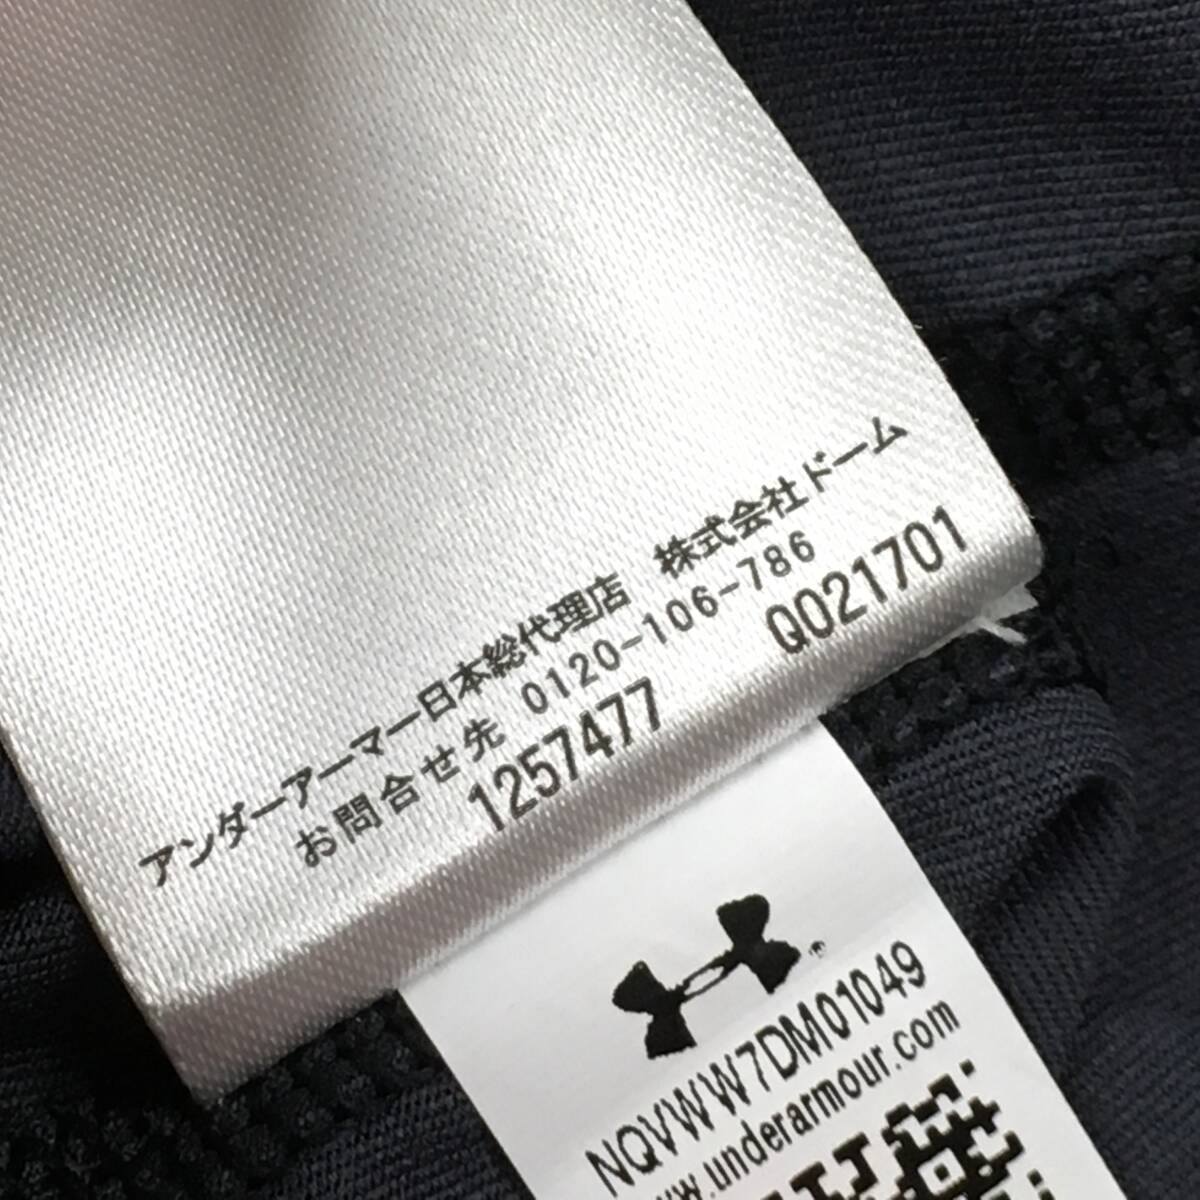 アンダーアーマー日本総代理店 株式会社ドーム
お問合せ先 0120-106-786
1257477 Q021701
NQVWW7DM01049
www.underarmour.com